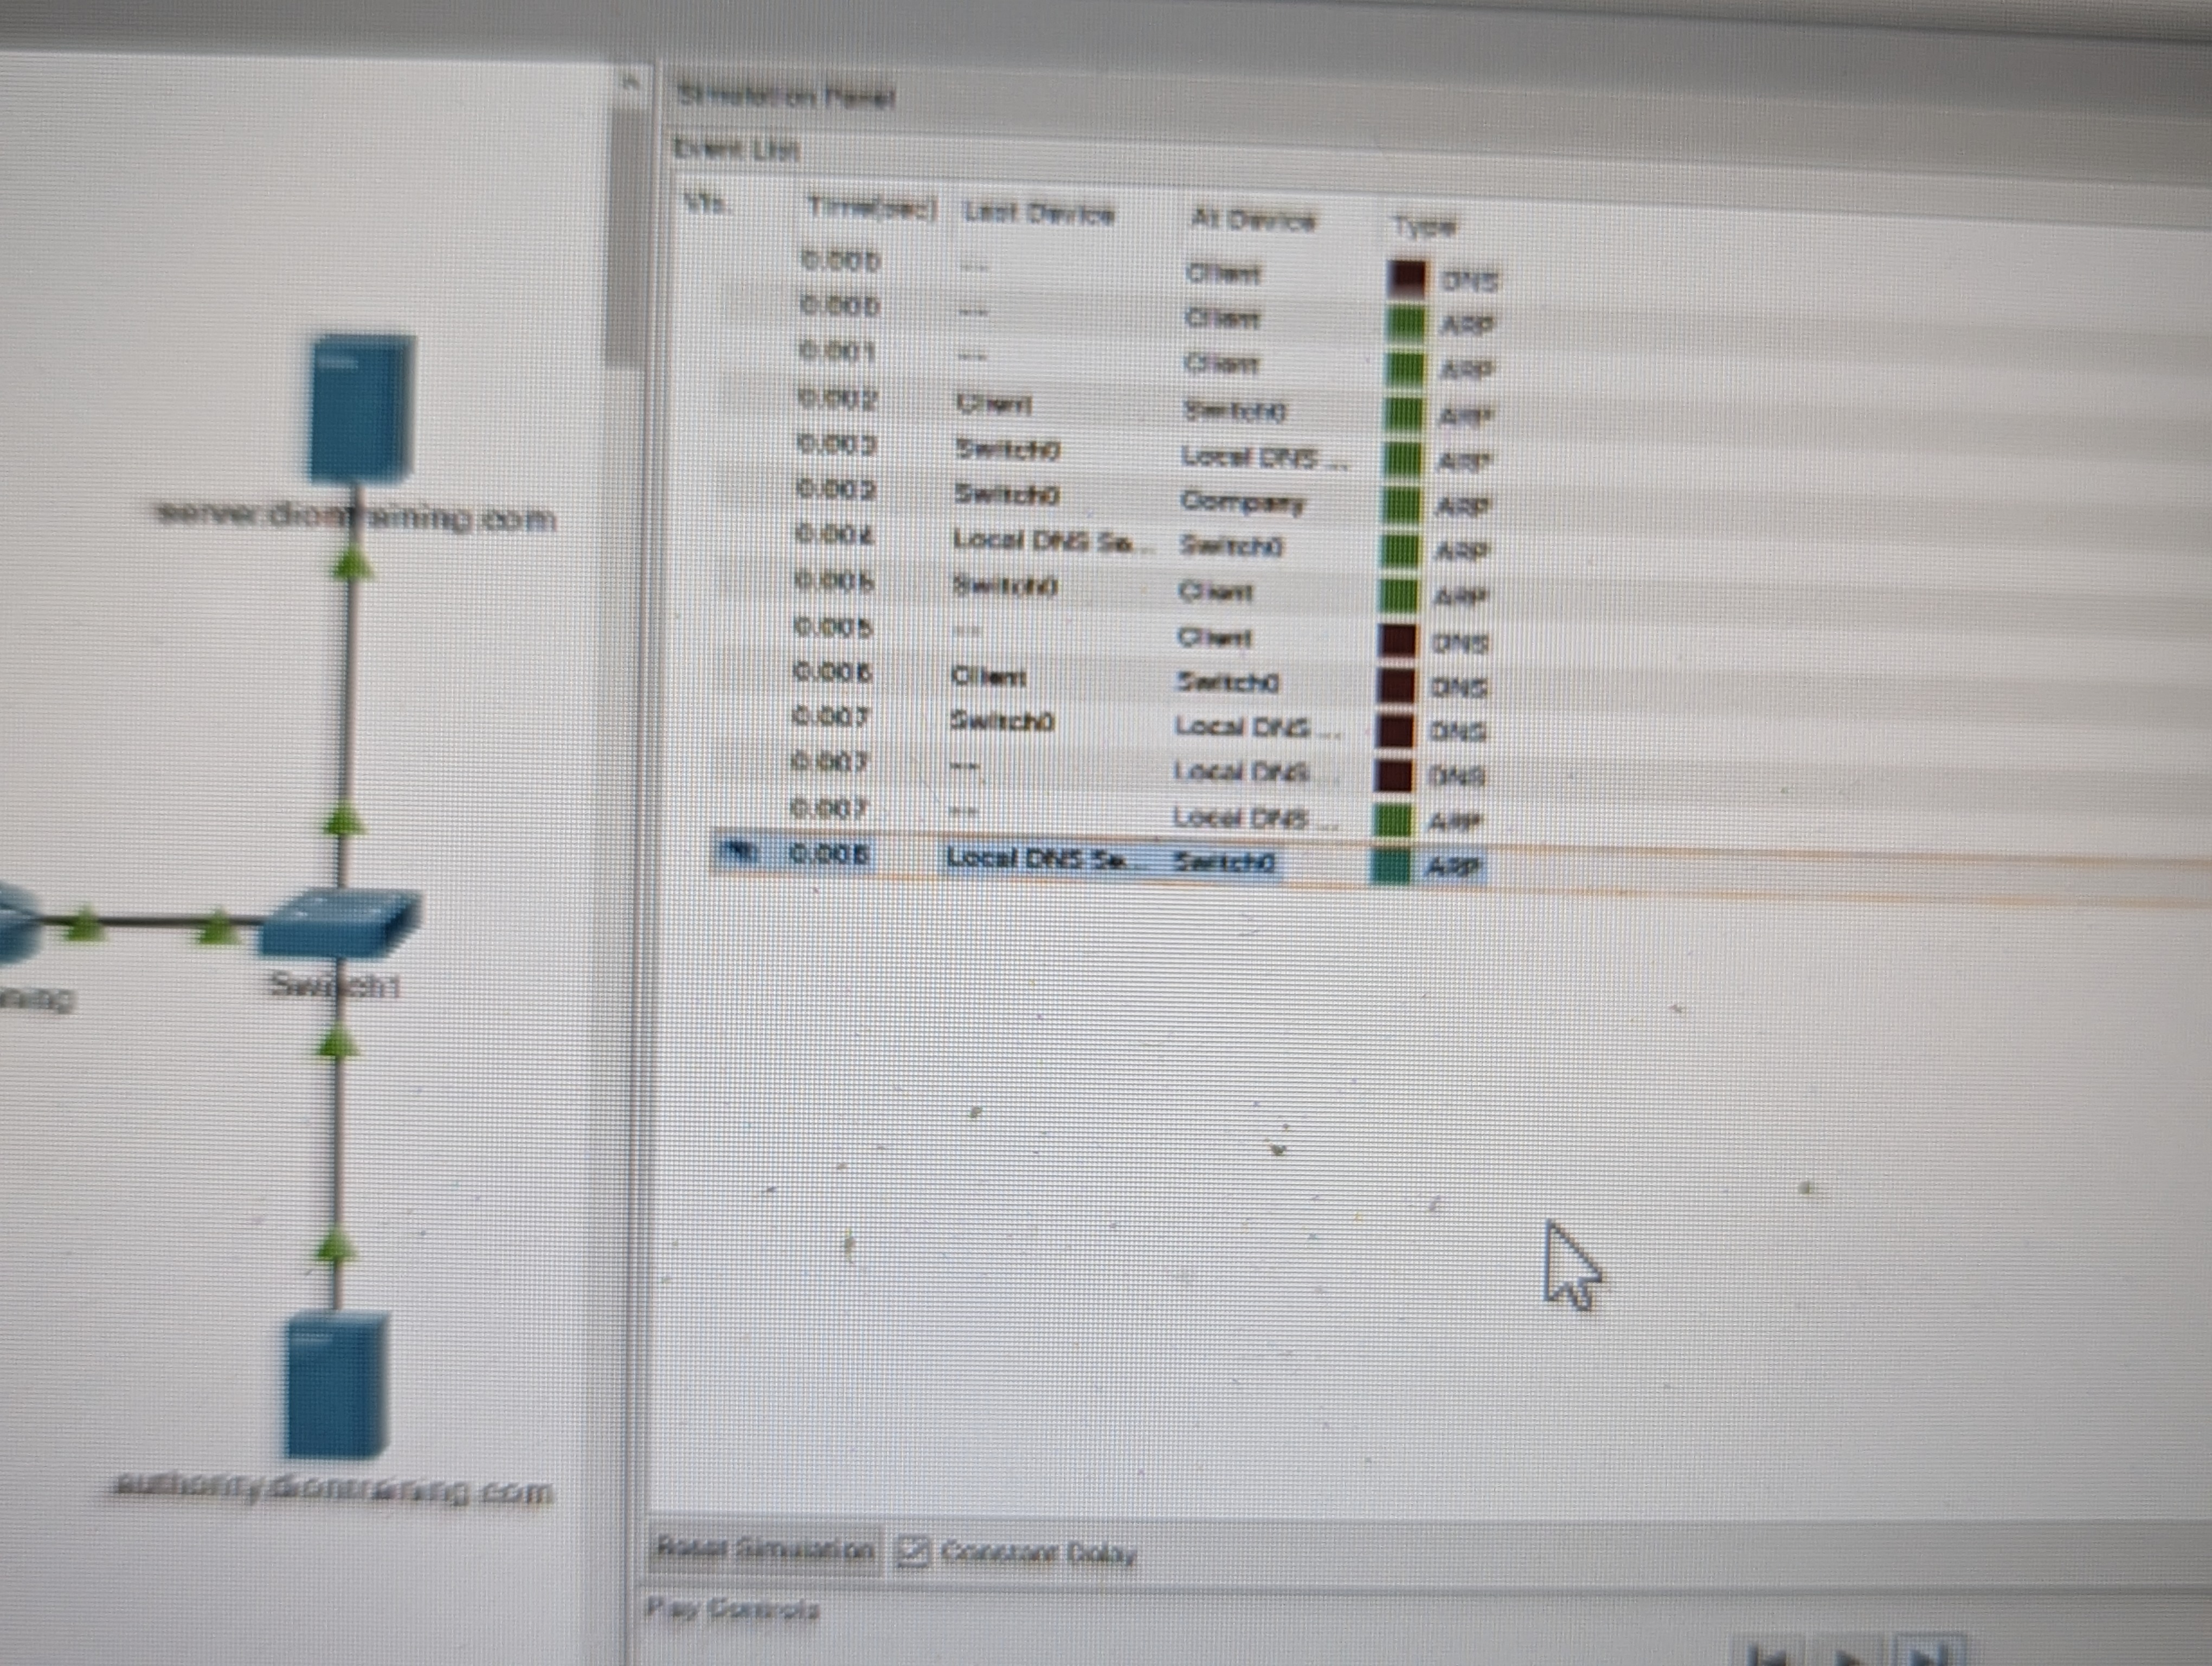 Simulation Panel
Event List
Vis. Time(sec) Last Device At Device Type
0.000 -- Client DNS
0.000 -- Client ARP
0.001 -- Client ARP
0.002 Client Switch0 ARP
0.003 Switch0 Local DNS ... ARP
0.003 Switch0 Company ARP
0.004 Local DNS Se... Switch0 ARP
0.005 Switch0 Client ARP
0.005 -- Client DNS
0.006 Client Switch0 DNS
0.007 Switch0 Local DNS ... DNS
0.007 -- Local DNS ... DNS
0.007 -- Local DNS ... ARP
0.008 Local DNS Se... Switch0 ARP
server.diontraining.com
ning
Switch1
authority.diontraining.com
Reset Simulation Constant Delay
Play Controls